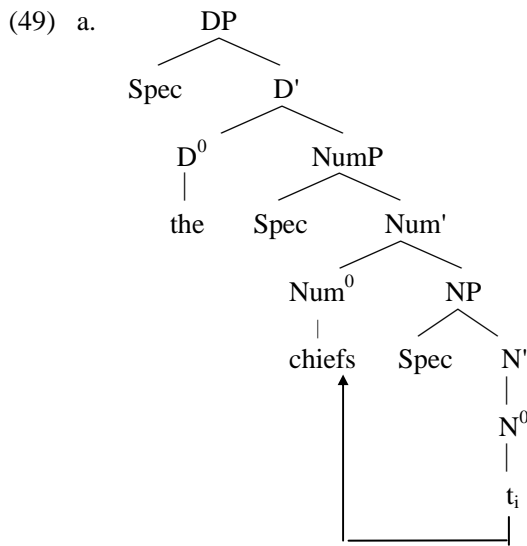 (49) a. DP
Spec D'
D⁰ NumP
the Spec Num'
Num⁰ NP
chiefs Spec N'
N⁰
tᵢ